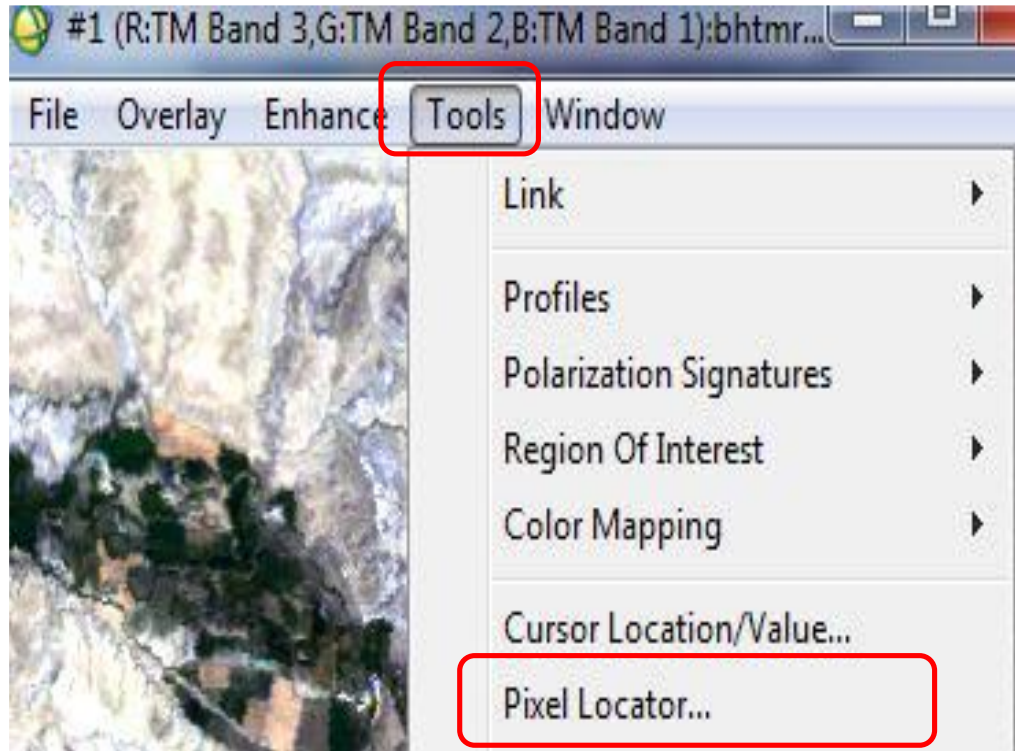 #1 (R:TM Band 3,G:TM Band 2,B:TM Band 1):bhtmr...
File Overlay Enhance Tools Window
Link
Profiles
Polarization Signatures
Region Of Interest
Color Mapping
Cursor Location/Value...
Pixel Locator...